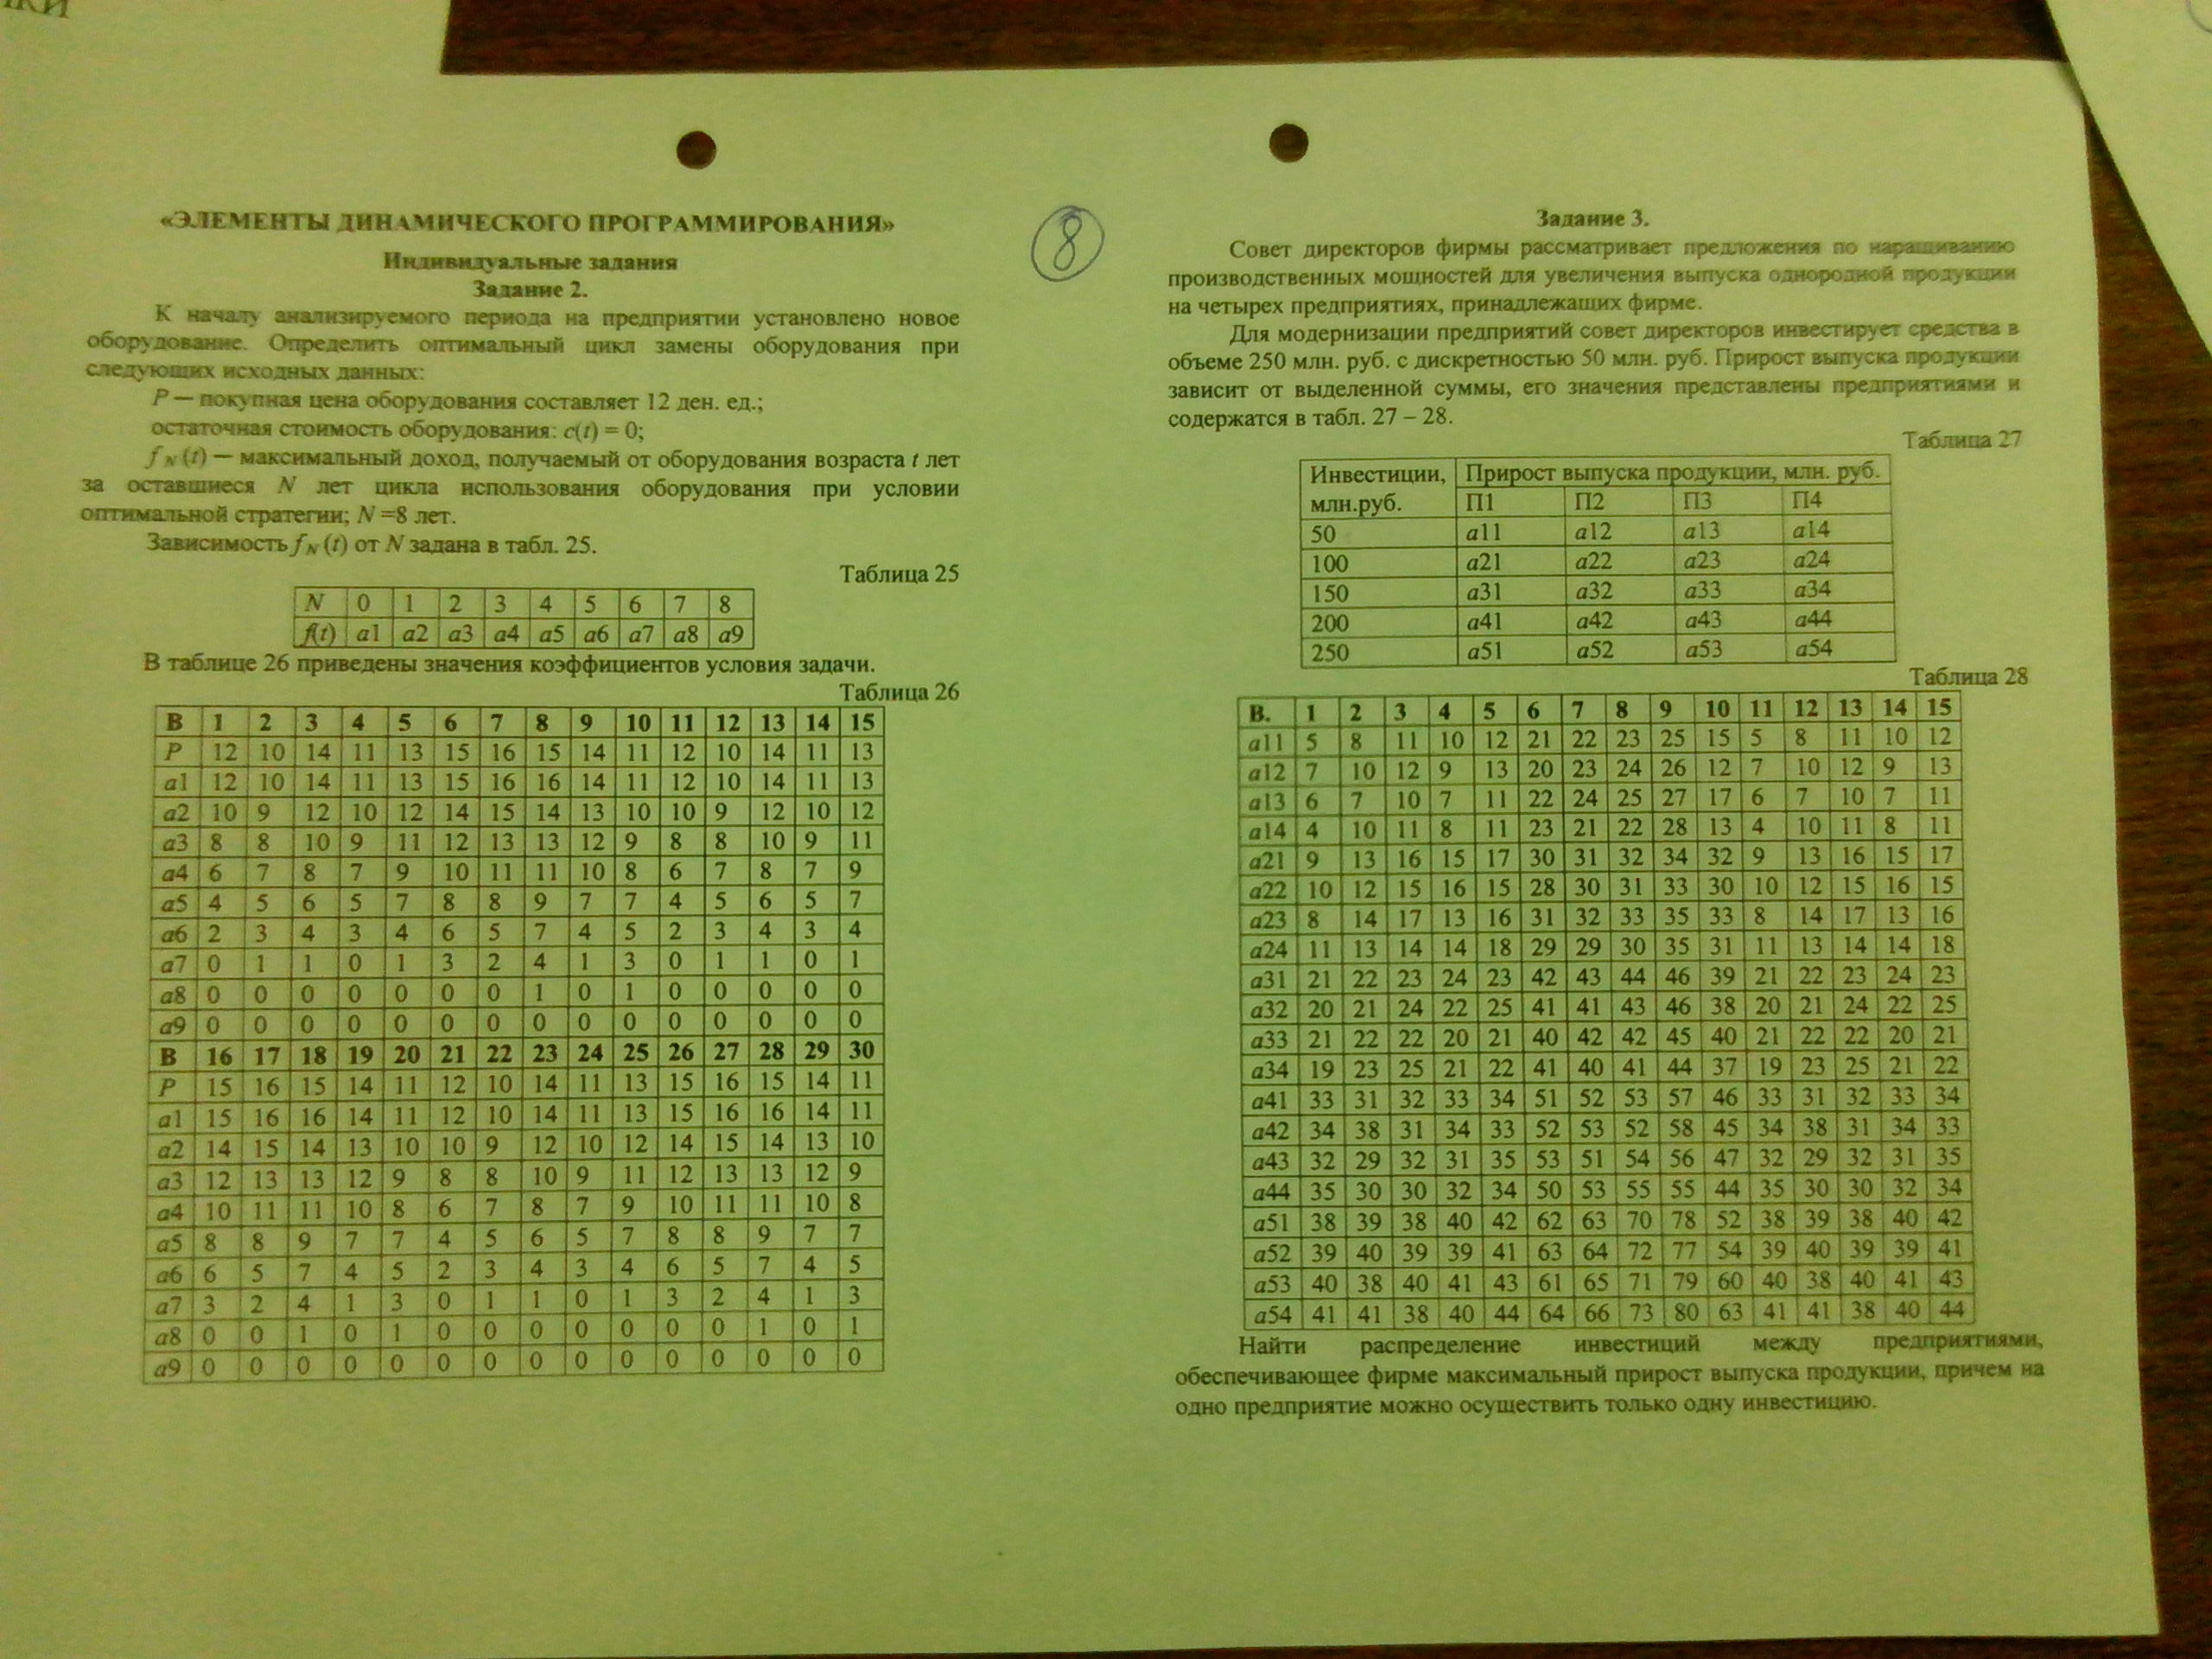 ИКИ
«ЭЛЕМЕНТЫ ДИНАМИЧЕСКОГО ПРОГРАММИРОВАНИЯ»
Индивидуальные задания
Задание 2.
К началу анализируемого периода на предприятии установлено новое
оборудование. Определить оптимальный цикл замены оборудования при
следующих исходных данных:
P — покупная цена оборудования составляет 12 ден. ед.;
остаточная стоимость оборудования: c(t) = 0;
f N (t) — максимальный доход, получаемый от оборудования возраста t лет
за оставшиеся N лет цикла использования оборудования при условии
оптимальной стратегии; N =8 лет.
Зависимость f N (t) от N задана в табл. 25.
Таблица 25
N 0 1 2 3 4 5 6 7 8
f(t) a1 a2 a3 a4 a5 a6 a7 a8 a9
В таблице 26 приведены значения коэффициентов условия задачи.
Таблица 26
В 1 2 3 4 5 6 7 8 9 10 11 12 13 14 15
P 12 10 14 11 13 15 16 15 14 11 12 10 14 11 13
a1 12 10 14 11 13 15 16 16 14 11 12 10 14 11 13
a2 10 9 12 10 12 14 15 14 13 10 10 9 12 10 12
a3 8 8 10 9 11 12 13 13 12 9 8 8 10 9 11
a4 6 7 8 7 9 10 11 11 10 8 6 7 8 7 9
a5 4 5 6 5 7 8 8 9 7 7 4 5 6 5 7
a6 2 3 4 3 4 6 5 7 4 5 2 3 4 3 4
a7 0 1 1 0 1 3 2 4 1 3 0 1 1 0 1
a8 0 0 0 0 0 0 0 1 0 1 0 0 0 0 0
a9 0 0 0 0 0 0 0 0 0 0 0 0 0 0 0
В 16 17 18 19 20 21 22 23 24 25 26 27 28 29 30
P 15 16 15 14 11 12 10 14 11 13 15 16 15 14 11
a1 15 16 16 14 11 12 10 14 11 13 15 16 16 14 11
a2 14 15 14 13 10 10 9 12 10 12 14 15 14 13 10
a3 12 13 13 12 9 8 8 10 9 11 12 13 13 12 9
a4 10 11 11 10 8 6 7 8 7 9 10 11 11 10 8
a5 8 8 9 7 7 4 5 6 5 7 8 8 9 7 7
a6 6 5 7 4 5 2 3 4 3 4 6 5 7 4 5
a7 3 2 4 1 3 0 1 1 0 1 3 2 4 1 3
a8 0 0 1 0 1 0 0 0 0 0 0 0 1 0 1
a9 0 0 0 0 0 0 0 0 0 0 0 0 0 0 0
8
Задание 3.
Совет директоров фирмы рассматривает предложения по наращиванию
производственных мощностей для увеличения выпуска однородной продукции
на четырех предприятиях, принадлежащих фирме.
Для модернизации предприятий совет директоров инвестирует средства в
объеме 250 млн. руб. с дискретностью 50 млн. руб. Прирост выпуска продукции
зависит от выделенной суммы, его значения представлены предприятиями и
содержатся в табл. 27 – 28.
Таблица 27
Инвестиции, Прирост выпуска продукции, млн. руб.
млн.руб. П1 П2 П3 П4
50 a11 a12 a13 a14
100 a21 a22 a23 a24
150 a31 a32 a33 a34
200 a41 a42 a43 a44
250 a51 a52 a53 a54
Таблица 28
В. 1 2 3 4 5 6 7 8 9 10 11 12 13 14 15
a11 5 8 11 10 12 21 22 23 25 15 5 8 11 10 12
a12 7 10 12 9 13 20 23 24 26 12 7 10 12 9 13
a13 6 7 10 7 11 22 24 25 27 17 6 7 10 7 11
a14 4 10 11 8 11 23 21 22 28 13 4 10 11 8 11
a21 9 13 16 15 17 30 31 32 34 32 9 13 16 15 17
a22 10 12 15 16 15 28 30 31 33 30 10 12 15 16 15
a23 8 14 17 13 16 31 32 33 35 33 8 14 17 13 16
a24 11 13 14 14 18 29 29 30 35 31 11 13 14 14 18
a31 21 22 23 24 23 42 43 44 46 39 21 22 23 24 23
a32 20 21 24 22 25 41 41 43 46 38 20 21 24 22 25
a33 21 22 22 20 21 40 42 42 45 40 21 22 22 20 21
a34 19 23 25 21 22 41 40 41 44 37 19 23 25 21 22
a41 33 31 32 33 34 51 52 53 57 46 33 31 32 33 34
a42 34 38 31 34 33 52 53 52 58 45 34 38 31 34 33
a43 32 29 32 31 35 53 51 54 56 47 32 29 32 31 35
a44 35 30 30 32 34 50 53 55 55 44 35 30 30 32 34
a51 38 39 38 40 42 62 63 70 78 52 38 39 38 40 42
a52 39 40 39 39 41 63 64 72 77 54 39 40 39 39 41
a53 40 38 40 41 43 61 65 71 79 60 40 38 40 41 43
a54 41 41 38 40 44 64 66 73 80 63 41 41 38 40 44
Найти распределение инвестиций между предприятиями,
обеспечивающее фирме максимальный прирост выпуска продукции, причем на
одно предприятие можно осуществить только одну инвестицию.